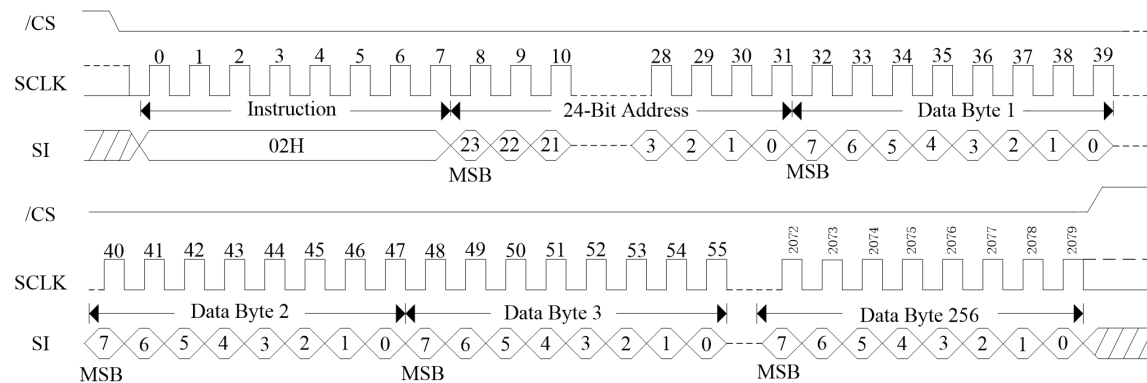 /CS
0 1 2 3 4 5 6 7 8 9 10 28 29 30 31 32 33 34 35 36 37 38 39
SCLK
Instruction 24-Bit Address Data Byte 1
SI 02H 23 22 21 3 2 1 0 7 6 5 4 3 2 1 0
MSB MSB
/CS
40 41 42 43 44 45 46 47 48 49 50 51 52 53 54 55 2072 2073 2074 2075 2076 2077 2078 2079
SCLK
Data Byte 2 Data Byte 3 Data Byte 256
SI 7 6 5 4 3 2 1 0 7 6 5 4 3 2 1 0 7 6 5 4 3 2 1 0
MSB MSB MSB